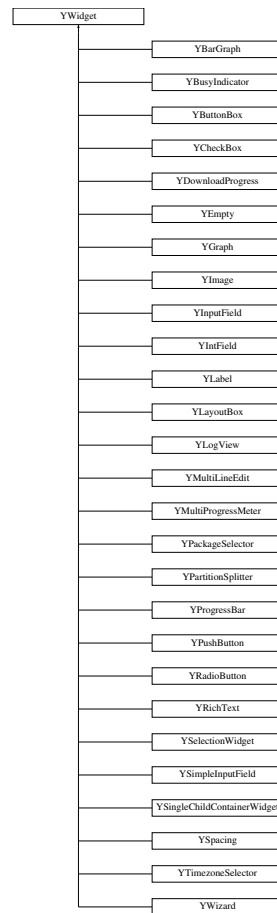 YWidget
YBarGraph
YBusyIndicator
YButtonBox
YCheckBox
YDownloadProgress
YEmpty
YGraph
YImage
YInputField
YIntField
YLabel
YLayoutBox
YLogView
YMultiLineEdit
YMultiProgressMeter
YPackageSelector
YPartitionSplitter
YProgressBar
YPushButton
YRadioButton
YRichText
YSelectionWidget
YSimpleInputField
YSingleChildContainerWidget
YSpacing
YTimezoneSelector
YWizard